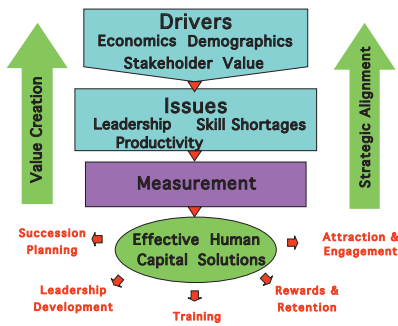 Drivers
Economics Demographics
Stakeholder Value
Issues
Leadership Skill Shortages
Productivity
Measurement
Effective Human
Capital Solutions
Value Creation
Strategic Alignment
Succession
Planning
Leadership
Development
Training
Rewards &
Retention
Attraction &
Engagement